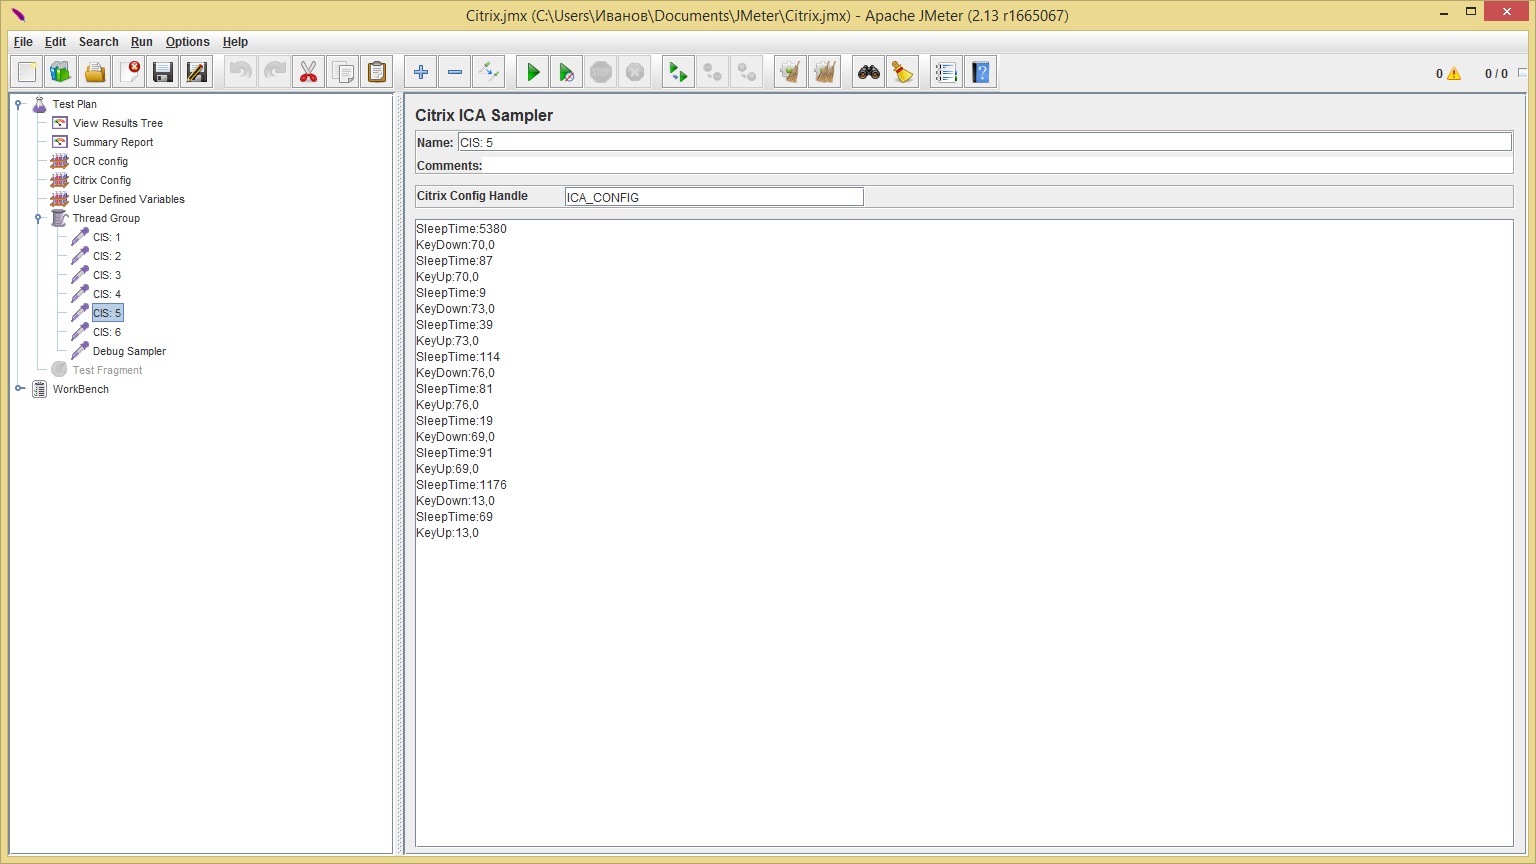 Citrix.jmx (C:\Users\Иванов\Documents\JMeter\Citrix.jmx) - Apache JMeter (2.13 r1665067)
File Edit Search Run Options Help
0 0 / 0
Test Plan
View Results Tree
Summary Report
OCR config
Citrix Config
User Defined Variables
Thread Group
CIS: 1
CIS: 2
CIS: 3
CIS: 4
CIS: 5
CIS: 6
Debug Sampler
Test Fragment
WorkBench
Citrix ICA Sampler
Name: CIS: 5
Comments:
Citrix Config Handle ICA_CONFIG
SleepTime:5380
KeyDown:70,0
SleepTime:87
KeyUp:70,0
SleepTime:9
KeyDown:73,0
SleepTime:39
KeyUp:73,0
SleepTime:114
KeyDown:76,0
SleepTime:81
KeyUp:76,0
SleepTime:19
KeyDown:69,0
SleepTime:91
KeyUp:69,0
SleepTime:1176
KeyDown:13,0
SleepTime:69
KeyUp:13,0